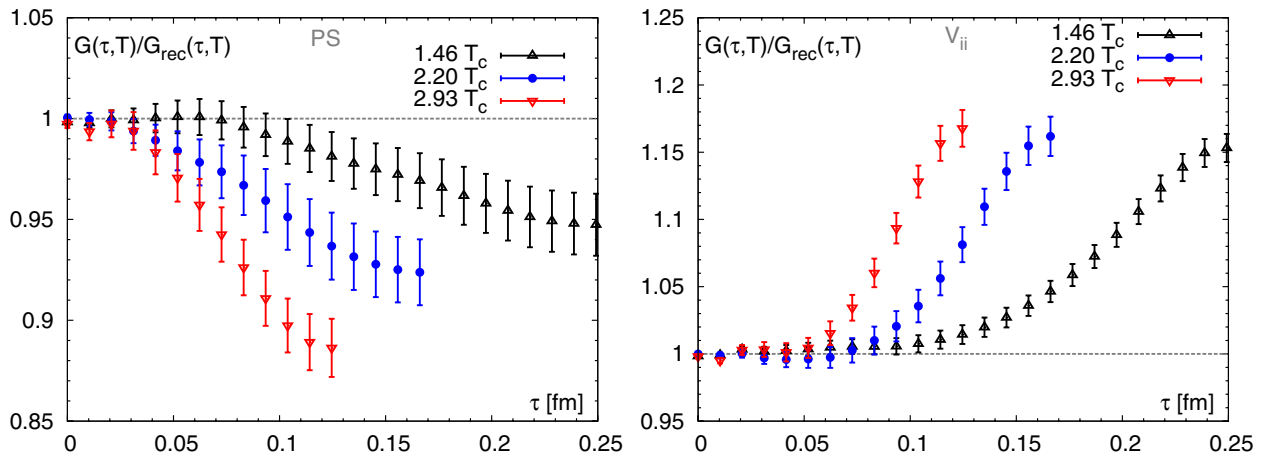 1.05
G(τ,T)/G_rec(τ,T)
PS
1.46 T_c
2.20 T_c
2.93 T_c
1
0.95
0.9
0.85
τ [fm]
0
0.05
0.1
0.15
0.2
0.25
1.25
G(τ,T)/G_rec(τ,T)
V_ii
1.46 T_c
2.20 T_c
2.93 T_c
1.2
1.15
1.1
1.05
1
0.95
τ [fm]
0
0.05
0.1
0.15
0.2
0.25